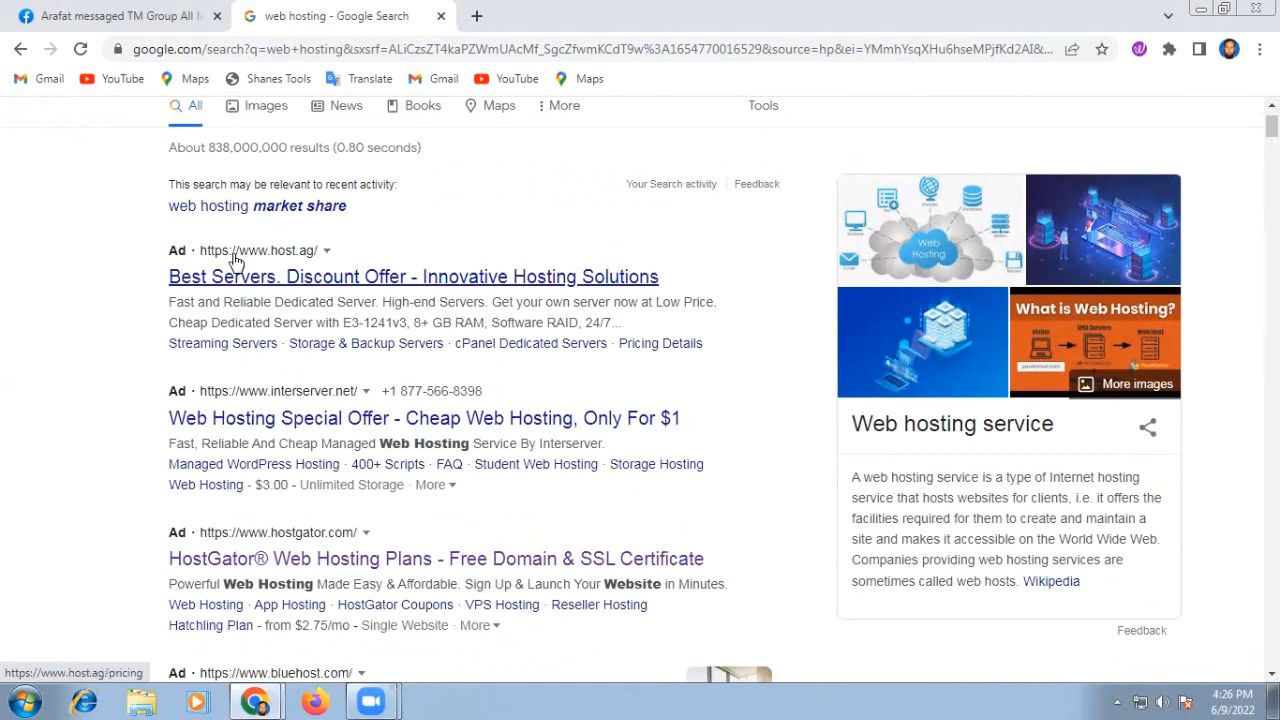 Arafat messaged TM Group All M
web hosting - Google Search
google.com/search?q=web+hosting&sxsrf=ALiCzsZT4kaPZWmUAcMf_SgcZfwmKCdT9w%3A1654770016529&source=hp&ei=YMmhYsqXHu6hseMPjfKd2AI&...
Gmail YouTube Maps Shanes Tools Translate Gmail YouTube Maps
All Images News Books Maps More Tools
About 838,000,000 results (0.80 seconds)
This search may be relevant to recent activity: Your Search activity Feedback
web hosting market share
Ad · https://www.host.ag/
Best Servers. Discount Offer - Innovative Hosting Solutions
Fast and Reliable Dedicated Server. High-end Servers. Get your own server now at Low Price.
Cheap Dedicated Server with E3-1241v3, 8+ GB RAM, Software RAID, 24/7...
Streaming Servers · Storage & Backup Servers · cPanel Dedicated Servers · Pricing Details
Ad · https://www.interserver.net/ +1 877-566-8398
Web Hosting Special Offer - Cheap Web Hosting, Only For $1
Fast, Reliable And Cheap Managed Web Hosting Service By Interserver.
Managed WordPress Hosting · 400+ Scripts · FAQ · Student Web Hosting · Storage Hosting
Web Hosting - $3.00 - Unlimited Storage · More
Ad · https://www.hostgator.com/
HostGator® Web Hosting Plans - Free Domain & SSL Certificate
Powerful Web Hosting Made Easy & Affordable. Sign Up & Launch Your Website in Minutes.
Web Hosting · App Hosting · HostGator Coupons · VPS Hosting · Reseller Hosting
Hatchling Plan - from $2.75/mo - Single Website · More
Ad · https://www.bluehost.com/
Web
Hosting
What is Web Hosting?
HostGator
More images
Web hosting service
A web hosting service is a type of Internet hosting
service that hosts websites for clients, i.e. it offers the
facilities required for them to create and maintain a
site and makes it accessible on the World Wide Web.
Companies providing web hosting services are
sometimes called web hosts. Wikipedia
Feedback
https://www.host.ag/pricing
4:26 PM
6/9/2022